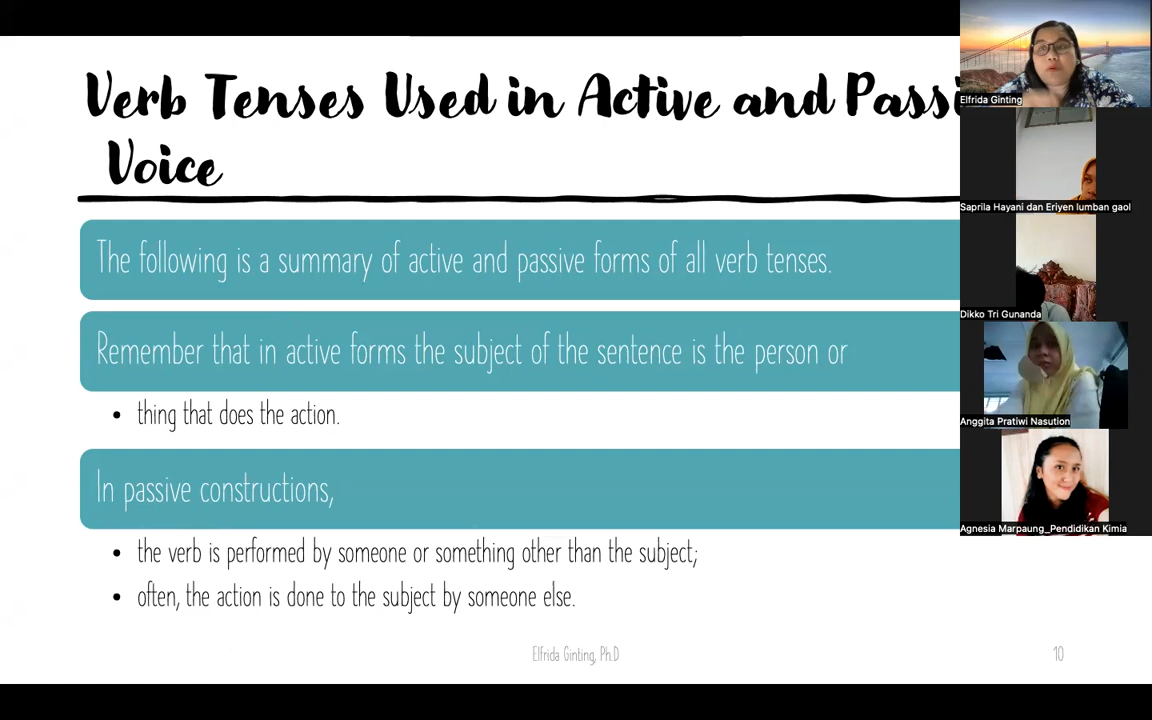 Verb Tenses Used in Active and Passi
Voice
The following is a summary of active and passive forms of all verb tenses.
Remember that in active forms the subject of the sentence is the person or
• thing that does the action.
In passive constructions,
• the verb is performed by someone or something other than the subject;
• often, the action is done to the subject by someone else.
Elfrida Ginting, Ph.D
10
Elfrida Ginting
Saprila Hayani dan Eriyen lumban gaol
Dikko Tri Gunanda
Anggita Pratiwi Nasution
Agnesia Marpaung_Pendidikan Kimia